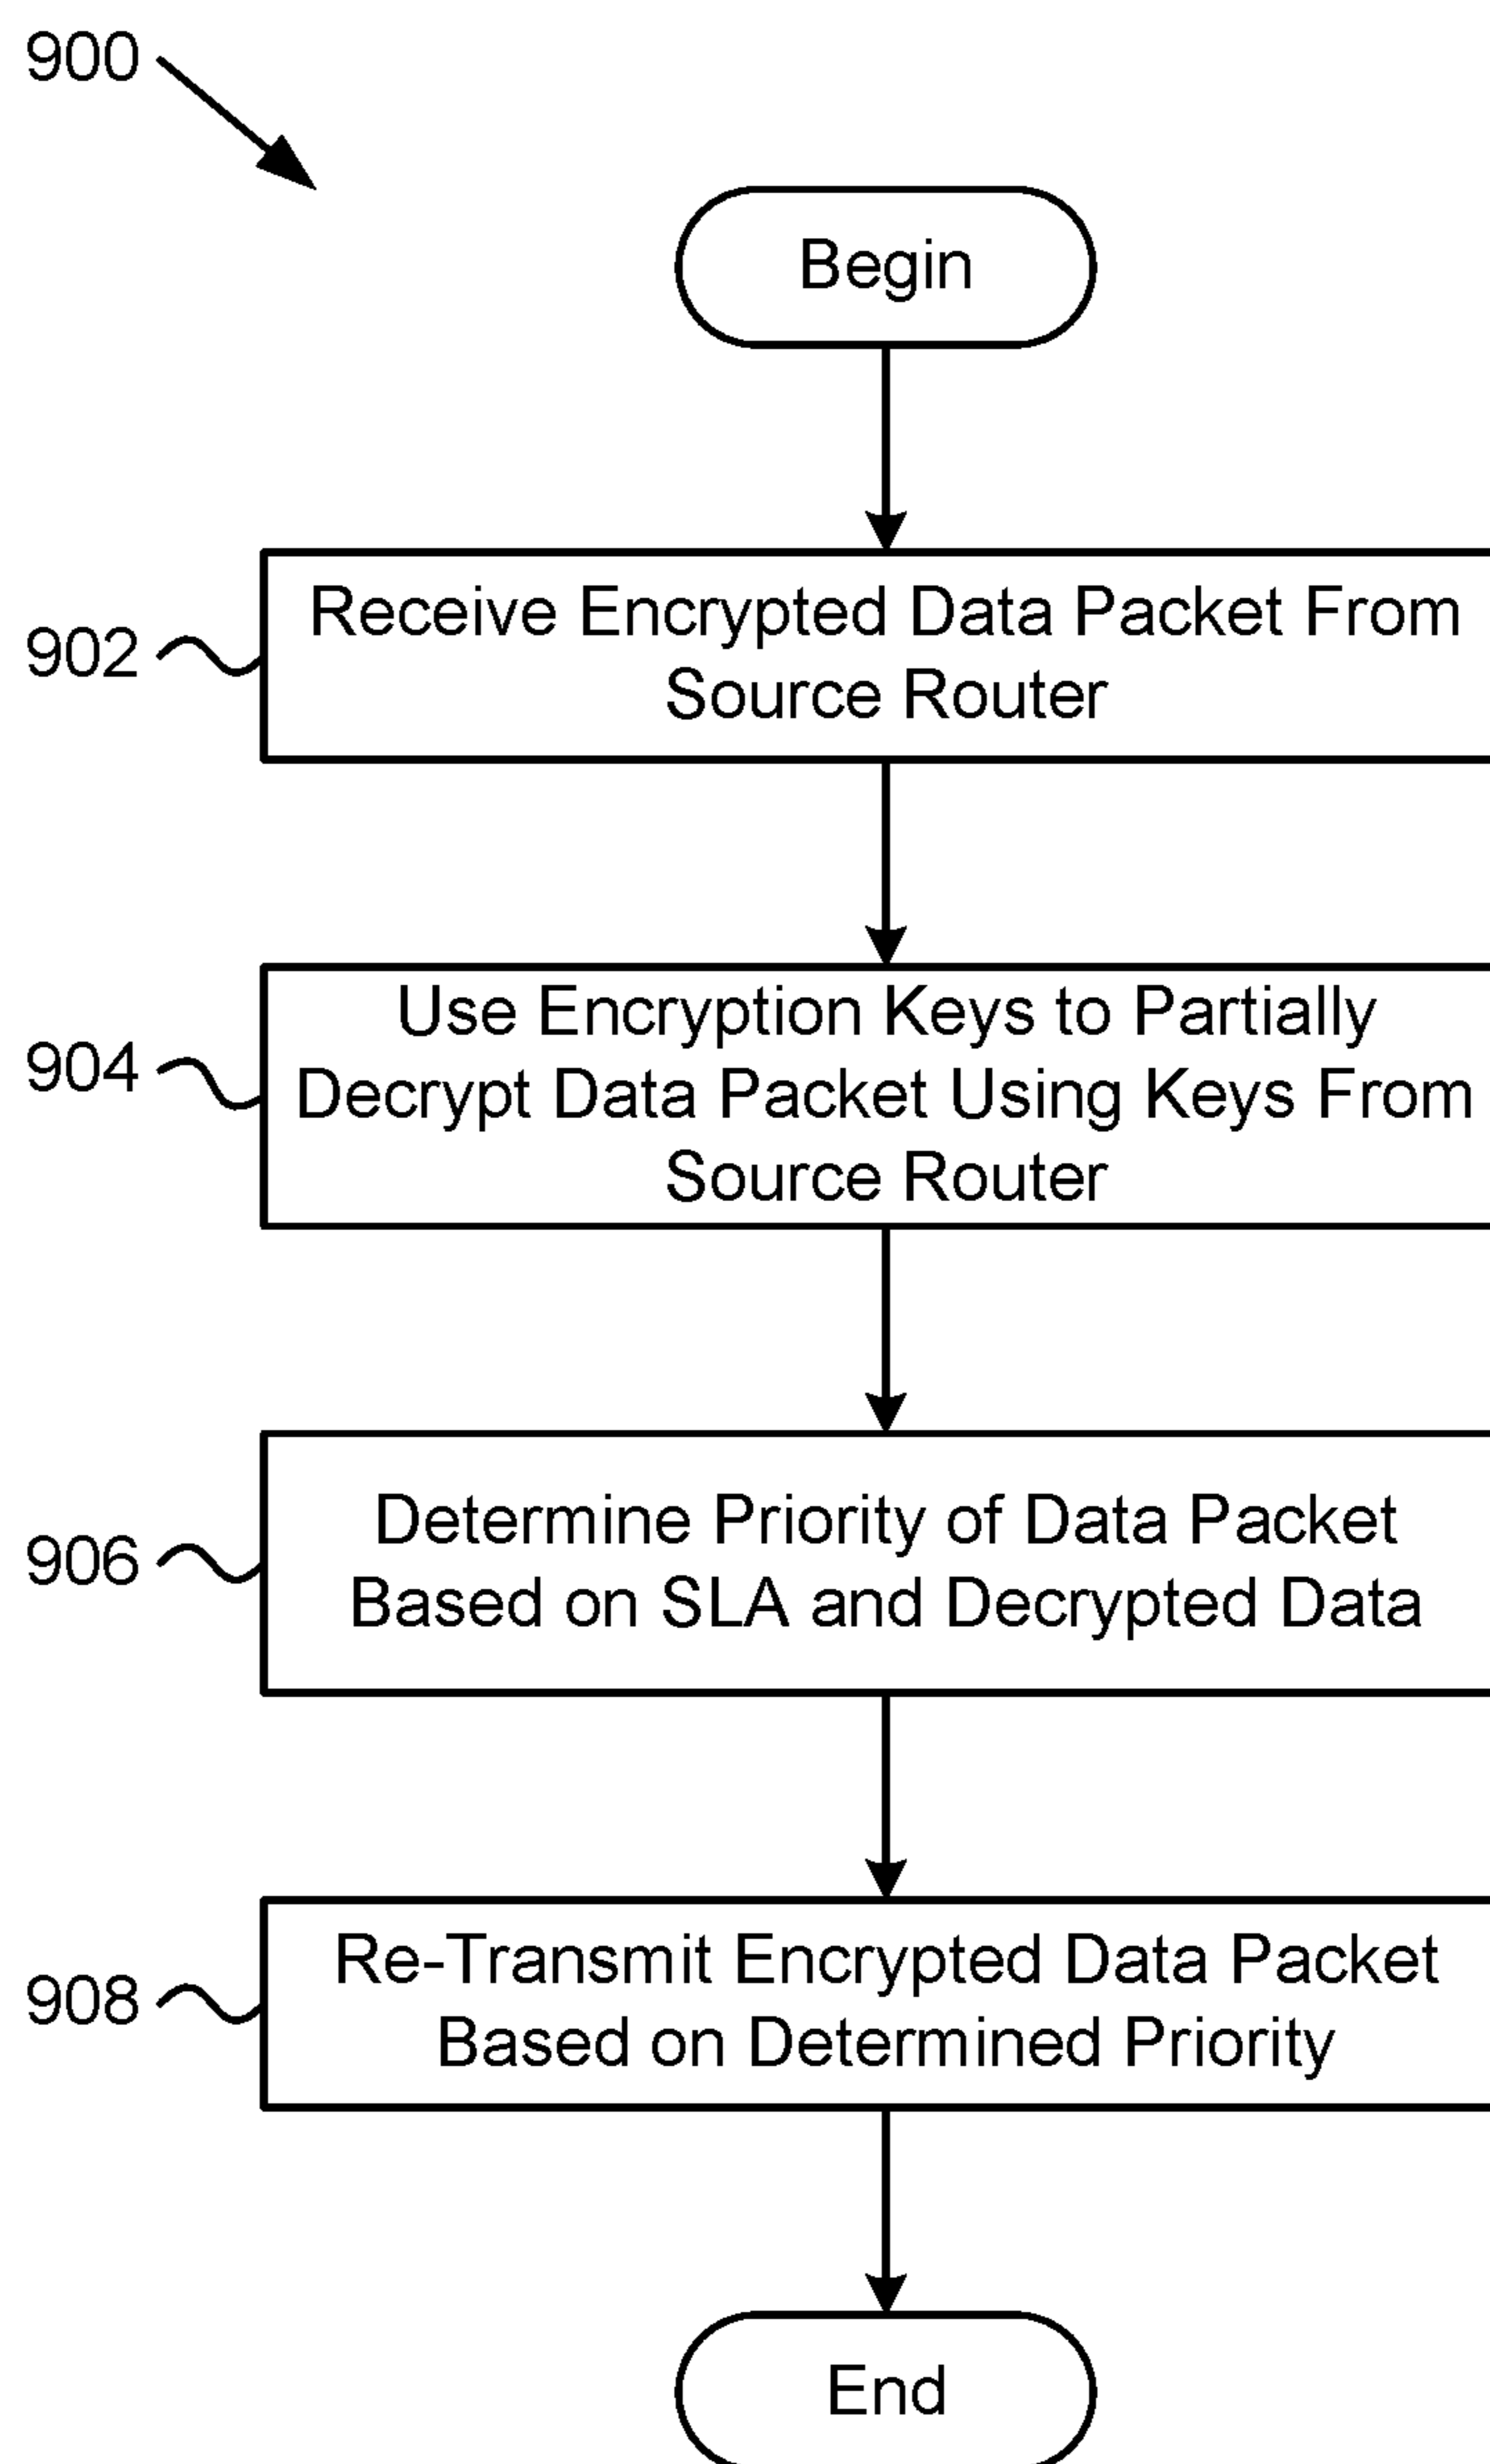 900
Begin
902
Receive Encrypted Data Packet From
Source Router
904
Use Encryption Keys to Partially
Decrypt Data Packet Using Keys From
Source Router
906
Determine Priority of Data Packet
Based on SLA and Decrypted Data
908
Re-Transmit Encrypted Data Packet
Based on Determined Priority
End